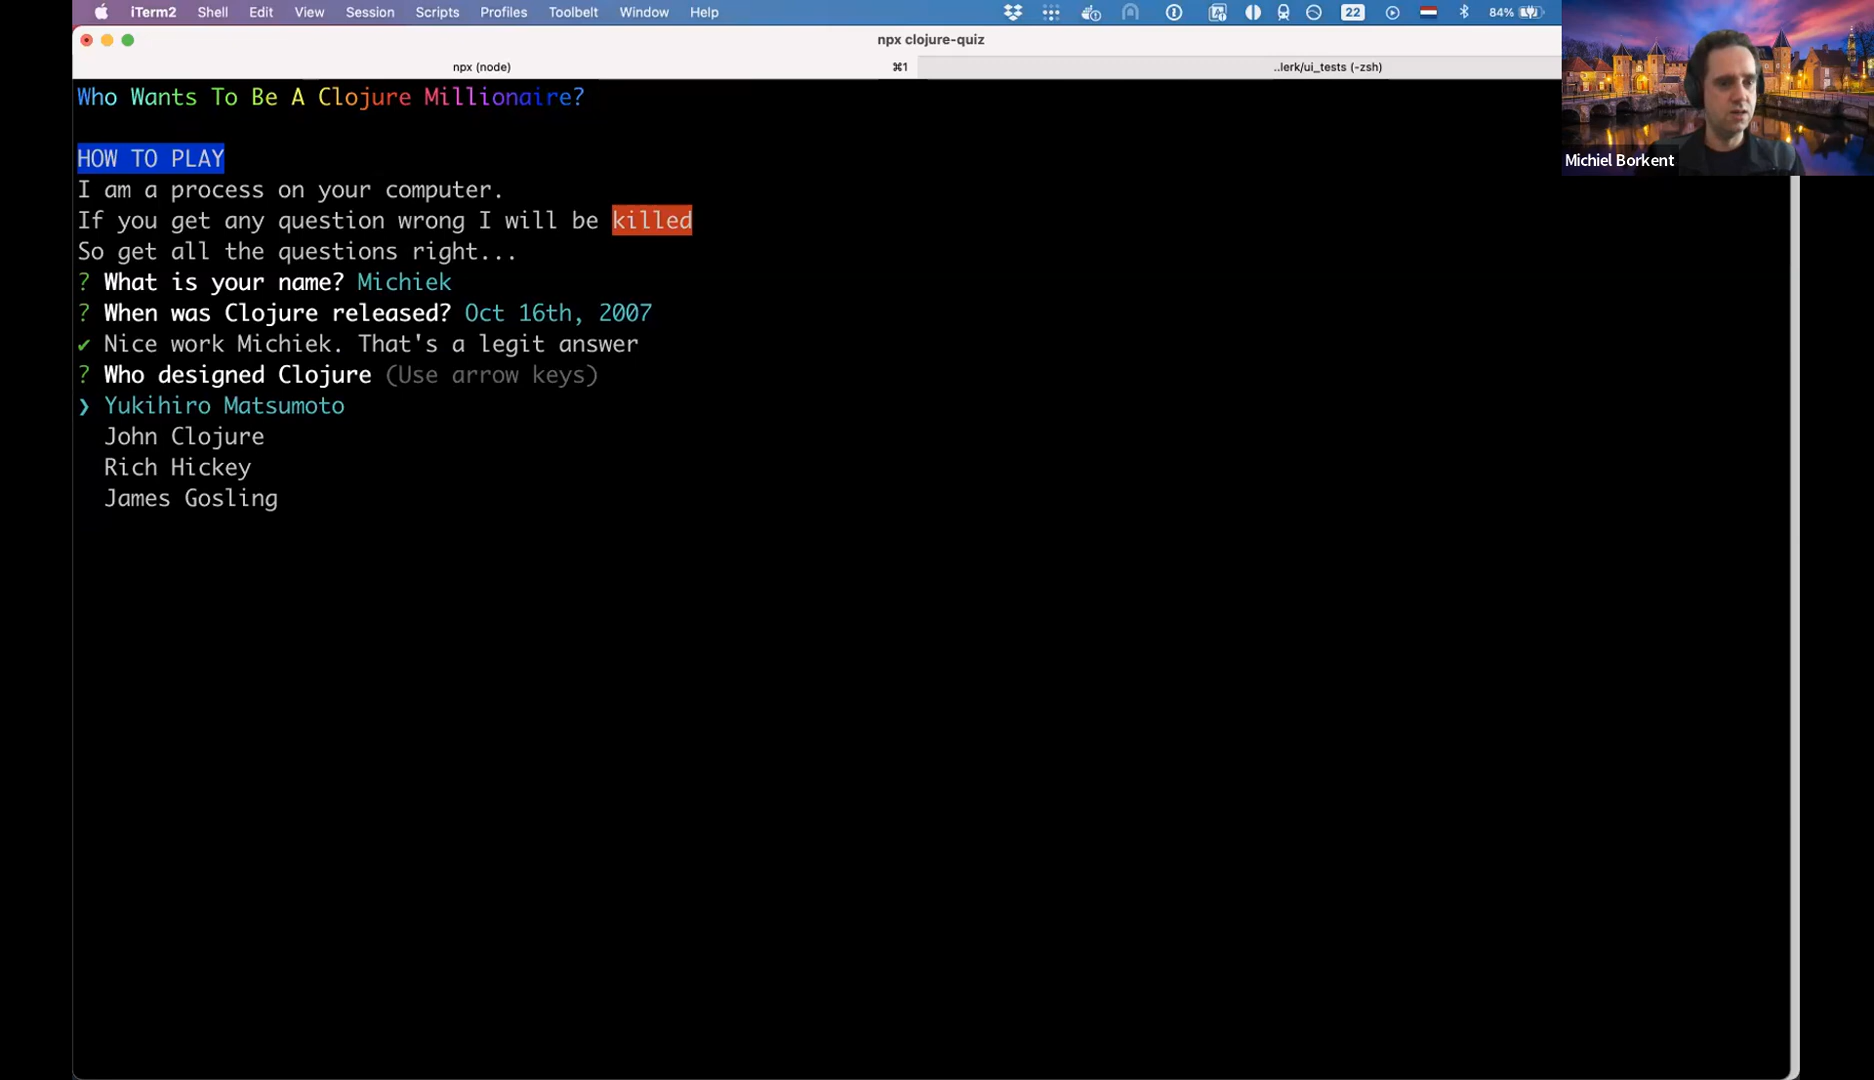 iTerm2 Shell Edit View Session Scripts Profiles Toolbelt Window Help 22 84%
npx clojure-quiz
npx (node) ⌘1 ..lerk/ui_tests (-zsh)
Who Wants To Be A Clojure Millionaire?
HOW TO PLAY
I am a process on your computer.
If you get any question wrong I will be killed
So get all the questions right...
? What is your name? Michiek
? When was Clojure released? Oct 16th, 2007
✔ Nice work Michiek. That's a legit answer
? Who designed Clojure (Use arrow keys)
❯ Yukihiro Matsumoto
John Clojure
Rich Hickey
James Gosling
Michiel Borkent